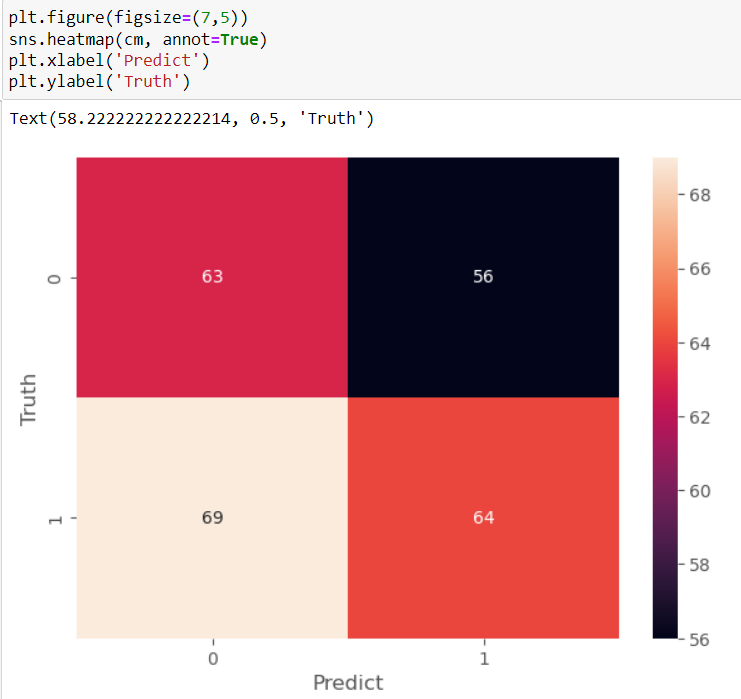 plt.figure(figsize=(7,5))
sns.heatmap(cm, annot=True)
plt.xlabel('Predict')
plt.ylabel('Truth')
Text(58.222222222222214, 0.5, 'Truth')
68
66
64
62
60
58
56
0
63
56
Truth
1
69
64
0
1
Predict